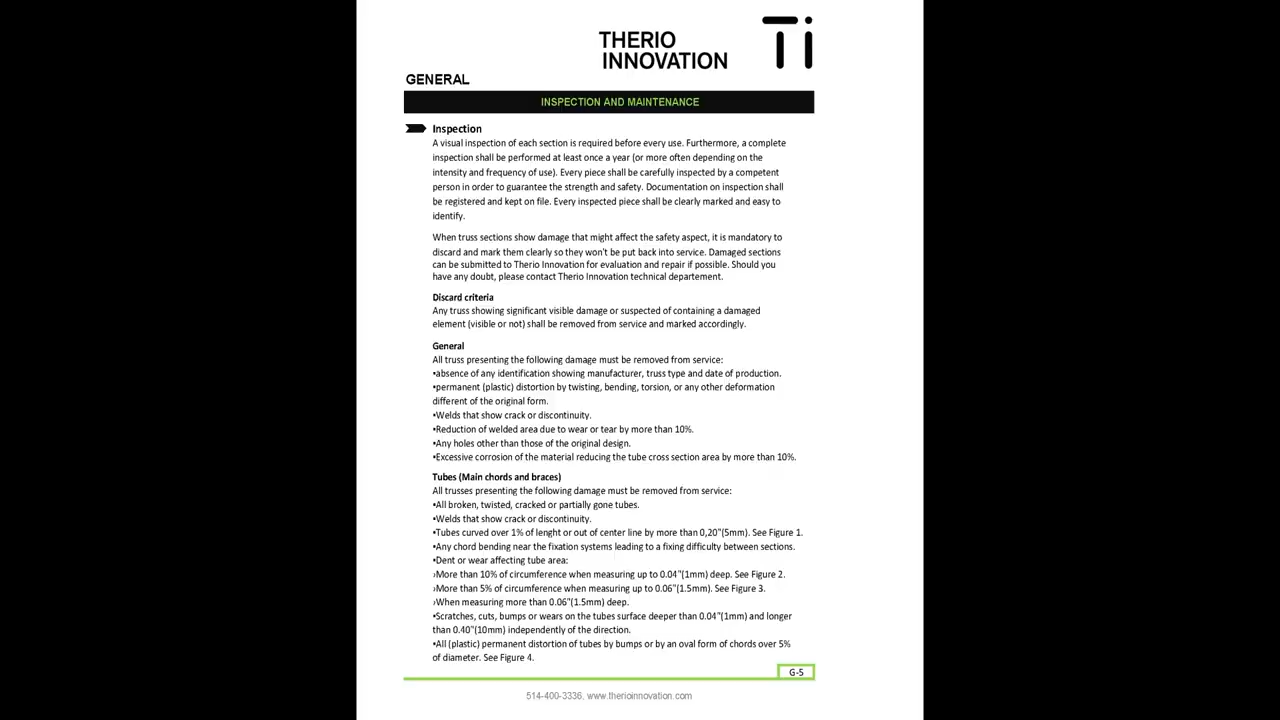 THERIO
INNOVATION
Ti
GENERAL
INSPECTION AND MAINTENANCE
Inspection
A visual inspection of each section is required before every use. Furthermore, a complete
inspection shall be performed at least once a year (or more often depending on the
intensity and frequency of use). Every piece shall be carefully inspected by a competent
person in order to guarantee the strength and safety. Documentation on inspection shall
be registered and kept on file. Every inspected piece shall be clearly marked and easy to
identify.
When truss sections show damage that might affect the safety aspect, it is mandatory to
discard and mark them clearly so they won't be put back into service. Damaged sections
can be submitted to Therio Innovation for evaluation and repair if possible. Should you
have any doubt, please contact Therio Innovation technical departement.
Discard criteria
Any truss showing significant visible damage or suspected of containing a damaged
element (visible or not) shall be removed from service and marked accordingly.
General
All truss presenting the following damage must be removed from service:
•absence of any identification showing manufacturer, truss type and date of production.
•permanent (plastic) distortion by twisting, bending, torsion, or any other deformation
different of the original form.
•Welds that show crack or discontinuity.
•Reduction of welded area due to wear or tear by more than 10%.
•Any holes other than those of the original design.
•Excessive corrosion of the material reducing the tube cross section area by more than 10%.
Tubes (Main chords and braces)
All trusses presenting the following damage must be removed from service:
•All broken, twisted, cracked or partially gone tubes.
•Welds that show crack or discontinuity.
•Tubes curved over 1% of lenght or out of center line by more than 0,20"(5mm). See Figure 1.
•Any chord bending near the fixation systems leading to a fixing difficulty between sections.
•Dent or wear affecting tube area:
›More than 10% of circumference when measuring up to 0.04"(1mm) deep. See Figure 2.
›More than 5% of circumference when measuring up to 0.06"(1.5mm). See Figure 3.
›When measuring more than 0.06"(1.5mm) deep.
•Scratches, cuts, bumps or wears on the tubes surface deeper than 0.04"(1mm) and longer
than 0.40"(10mm) independently of the direction.
•All (plastic) permanent distortion of tubes by bumps or by an oval form of chords over 5%
of diameter. See Figure 4.
G-5
514-400-3336, www.therioinnovation.com